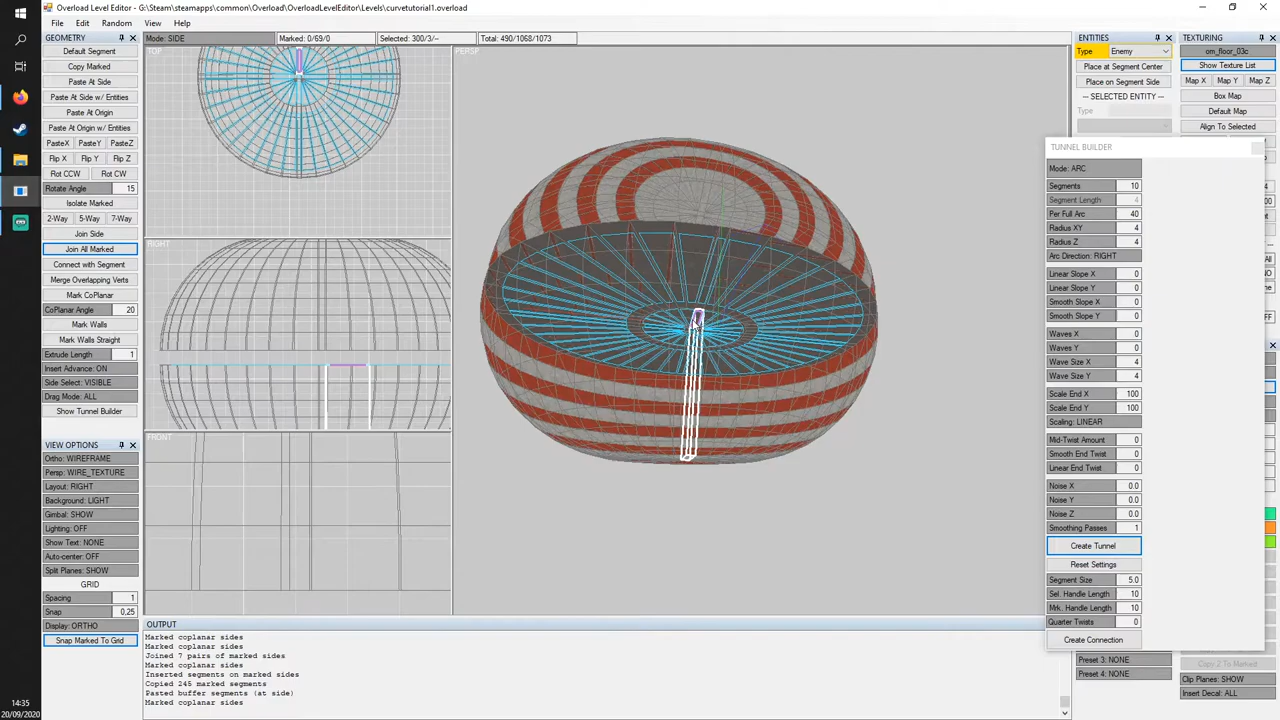 Overload Level Editor - G:\Steam\steamapps\common\Overload\OverloadLevelEditor\Levels\curvetutorial1.overload
File Edit Random View Help
GEOMETRY
Default Segment
Copy Marked
Paste At Side
Paste At Side w/ Entities
Paste At Origin
Paste At Origin w/ Entities
PasteX PasteY PasteZ
Flip X Flip Y Flip Z
Rot CCW Rot CW
Rotate Angle 15
Isolate Marked
2-Way 5-Way 7-Way
Join Side
Join All Marked
Connect with Segment
Merge Overlapping Verts
Mark CoPlanar
CoPlanar Angle 20
Mark Walls
Mark Walls Straight
Extrude Length 1
Insert Advance: ON
Side Select: VISIBLE
Drag Mode: ALL
Show Tunnel Builder
VIEW OPTIONS
Ortho: WIREFRAME
Persp: WIRE_TEXTURE
Layout: RIGHT
Background: LIGHT
Gimbal: SHOW
Lighting: OFF
Show Text: NONE
Auto-center: OFF
Split Planes: SHOW
GRID
Spacing 1
Snap 0,25
Display: ORTHO
Snap Marked To Grid
Mode: SIDE Marked: 0/69/0 Selected: 300/3/-- Total: 490/1068/1073
TOP
RIGHT
FRONT
PERSP
OUTPUT
Marked coplanar sides
Marked coplanar sides
Joined 7 pairs of marked sides
Marked coplanar sides
Inserted segments on marked sides
Copied 245 marked segments
Pasted buffer segments (at side)
Marked coplanar sides
ENTITIES
Type Enemy
Place at Segment Center
Place on Segment Side
--- SELECTED ENTITY ---
Type
TEXTURING
om_floor_03c
Show Texture List
Map X Map Y Map Z
Box Map
Default Map
Align To Selected
TUNNEL BUILDER
Mode: ARC
Segments 10
Segment Length 4
Per Full Arc 40
Radius XY 4
Radius Z 4
Arc Direction: RIGHT
Linear Slope X 0
Linear Slope Y 0
Smooth Slope X 0
Smooth Slope Y 0
Waves X 0
Waves Y 0
Wave Size X 4
Wave Size Y 4
Scale End X 100
Scale End Y 100
Scaling: LINEAR
Mid-Twist Amount 0
Smooth End Twist 0
Linear End Twist 0
Noise X 0.0
Noise Y 0.0
Noise Z 0.0
Smoothing Passes 1
Create Tunnel
Reset Settings
Segment Size 5.0
Sel. Handle Length 10
Mrk. Handle Length 10
Quarter Twists 0
Create Connection
Preset 3: NONE
Preset 4: NONE
Copy 2 To Marked
Clip Planes: SHOW
Insert Decal: ALL
14:35
20/09/2020